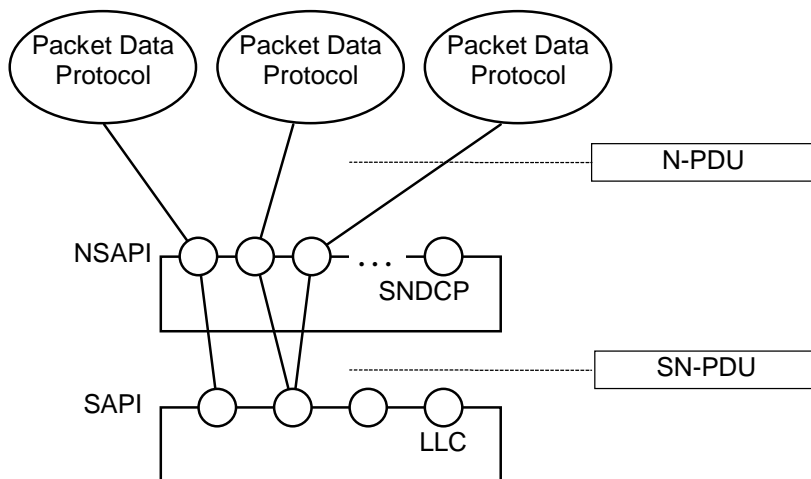 Packet Data
Protocol
Packet Data
Protocol
Packet Data
Protocol
N-PDU
NSAPI
. . .
SNDCP
SN-PDU
SAPI
LLC